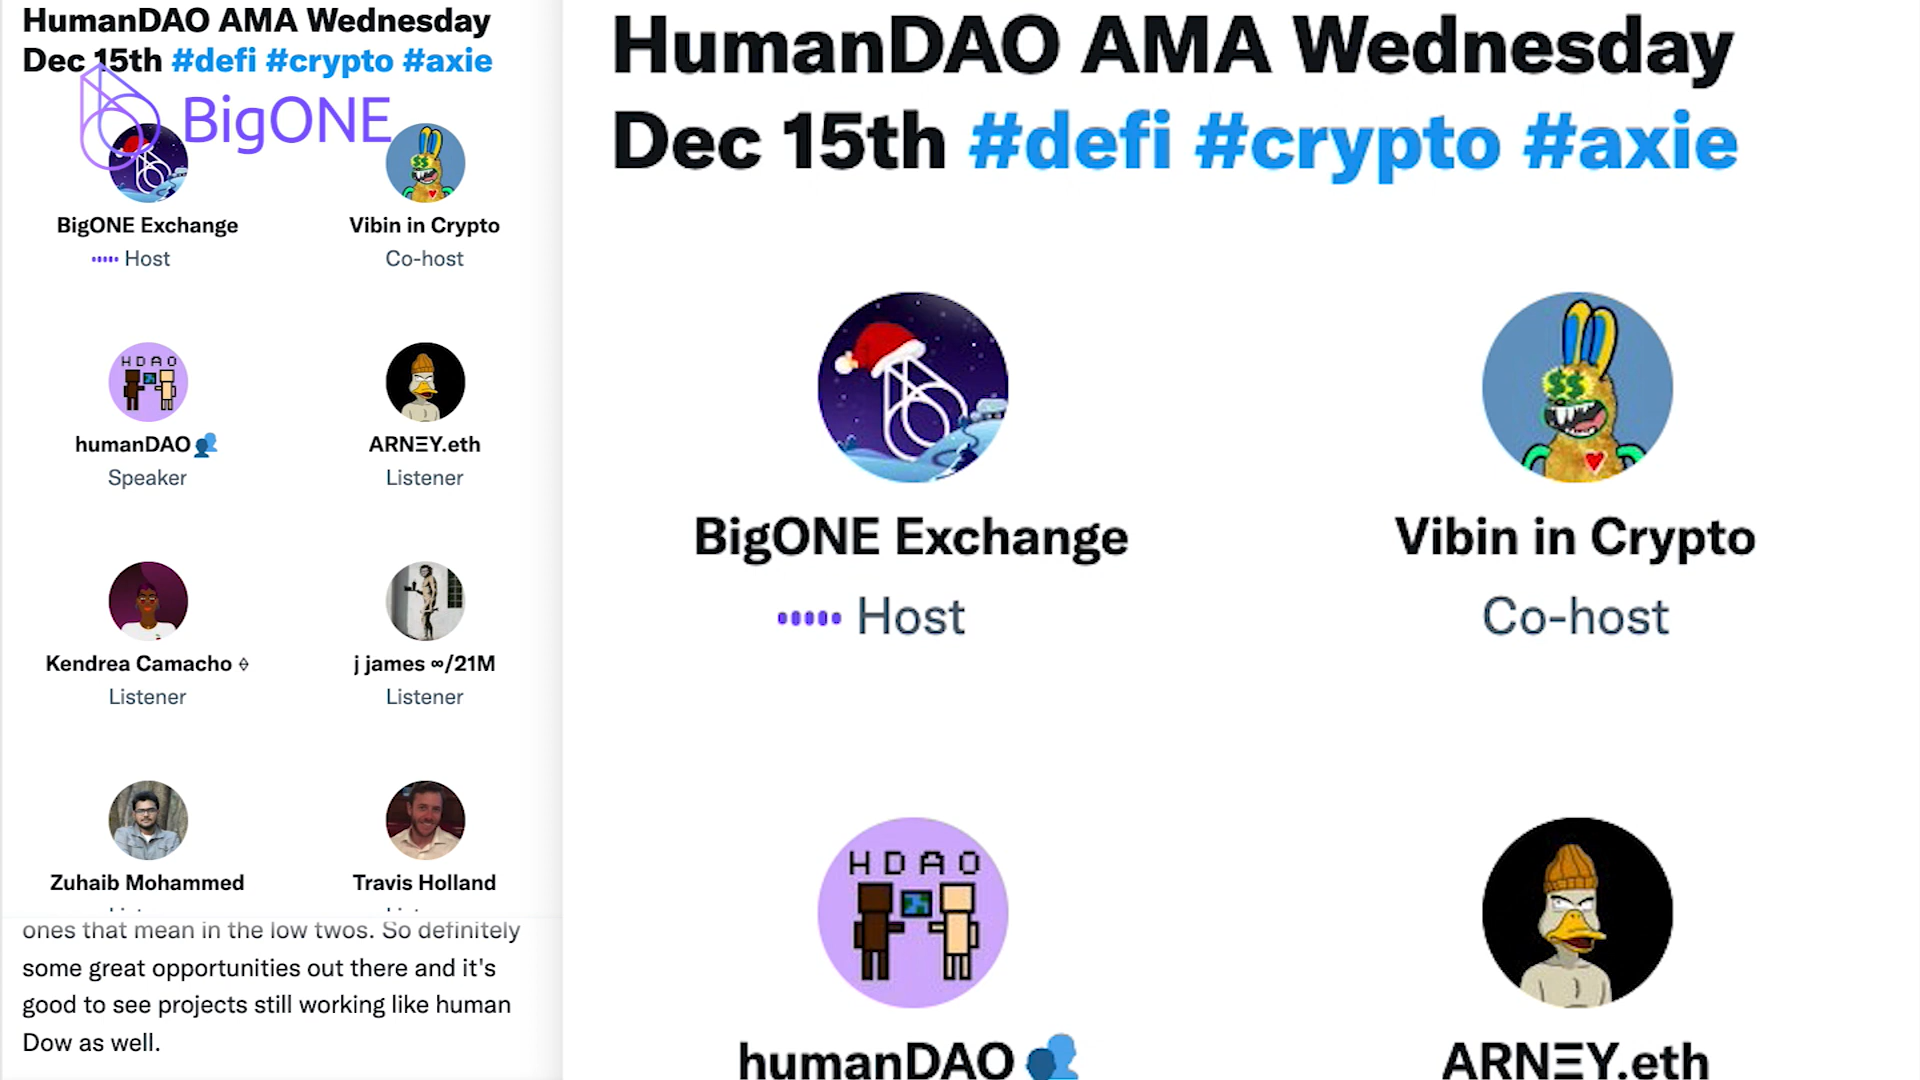 HumanDAO AMA Wednesday
Dec 15th #defi #crypto #axie
BigONE
BigONE Exchange
Host
Vibin in Crypto
Co-host
HDAO
humanDAO
Speaker
ARNΞY.eth
Listener
Kendrea Camacho
Listener
j james ∞/21M
Listener
Zuhaib Mohammed
Travis Holland
ones that mean in the low twos. So definitely
some great opportunities out there and it's
good to see projects still working like human
Dow as well.
HumanDAO AMA Wednesday
Dec 15th #defi #crypto #axie
BigONE Exchange
Host
Vibin in Crypto
Co-host
HDAO
humanDAO
ARNΞY.eth